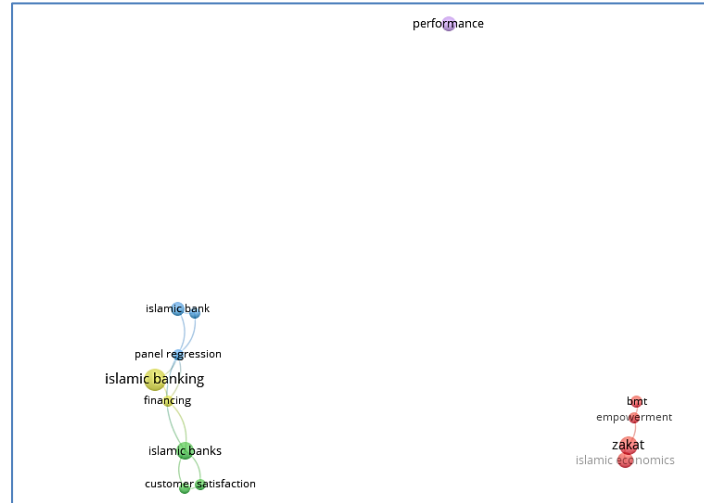 performance
islamic bank
panel regression
islamic banking
financing
islamic banks
customer satisfaction
bmt
empowerment
zakat
islamic economics